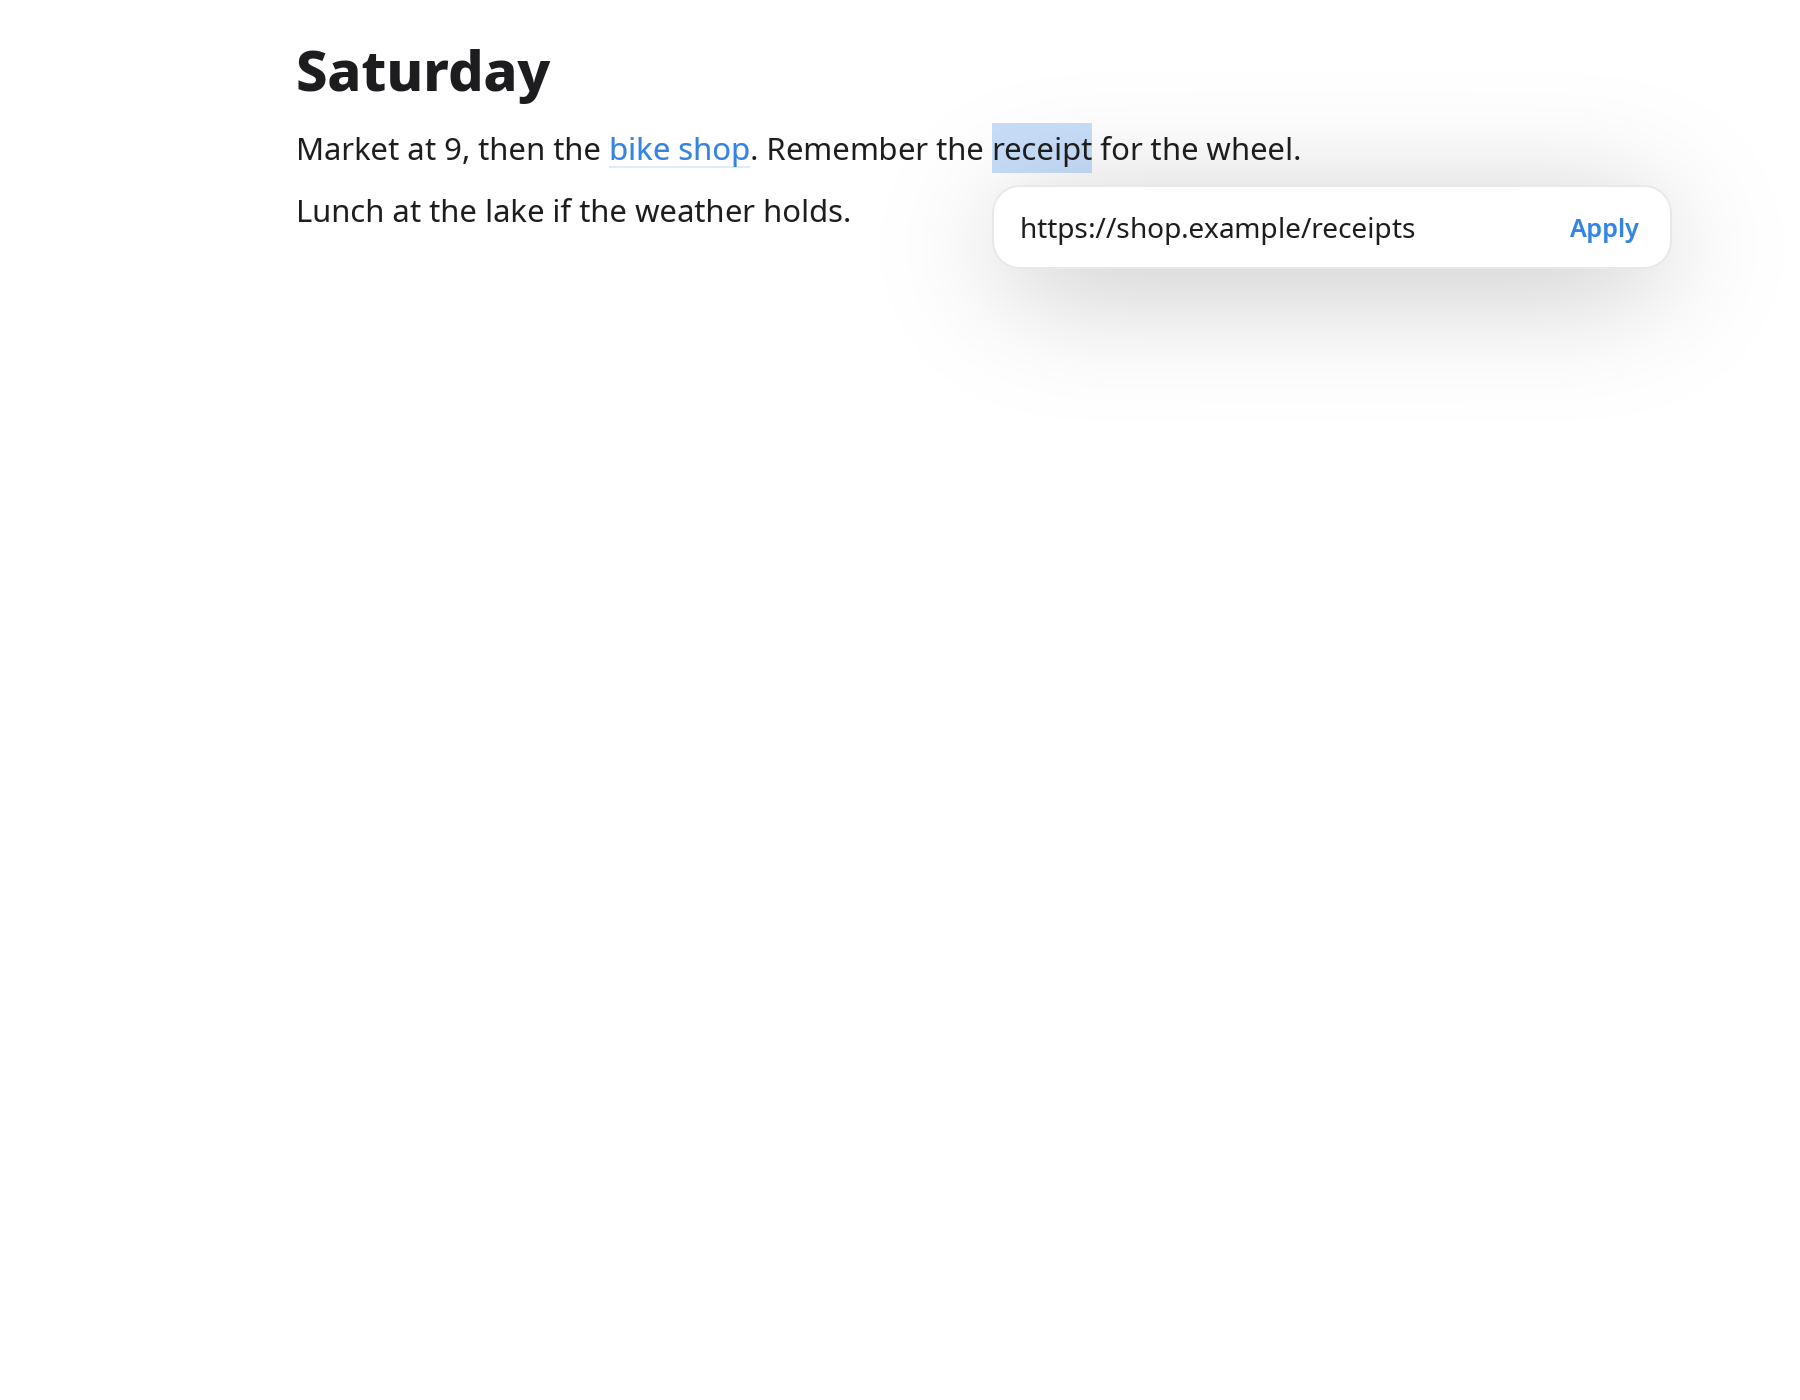 Saturday
Market at 9, then the bike shop. Remember the receipt for the wheel.
Lunch at the lake if the weather holds.
https://shop.example/receipts
Apply